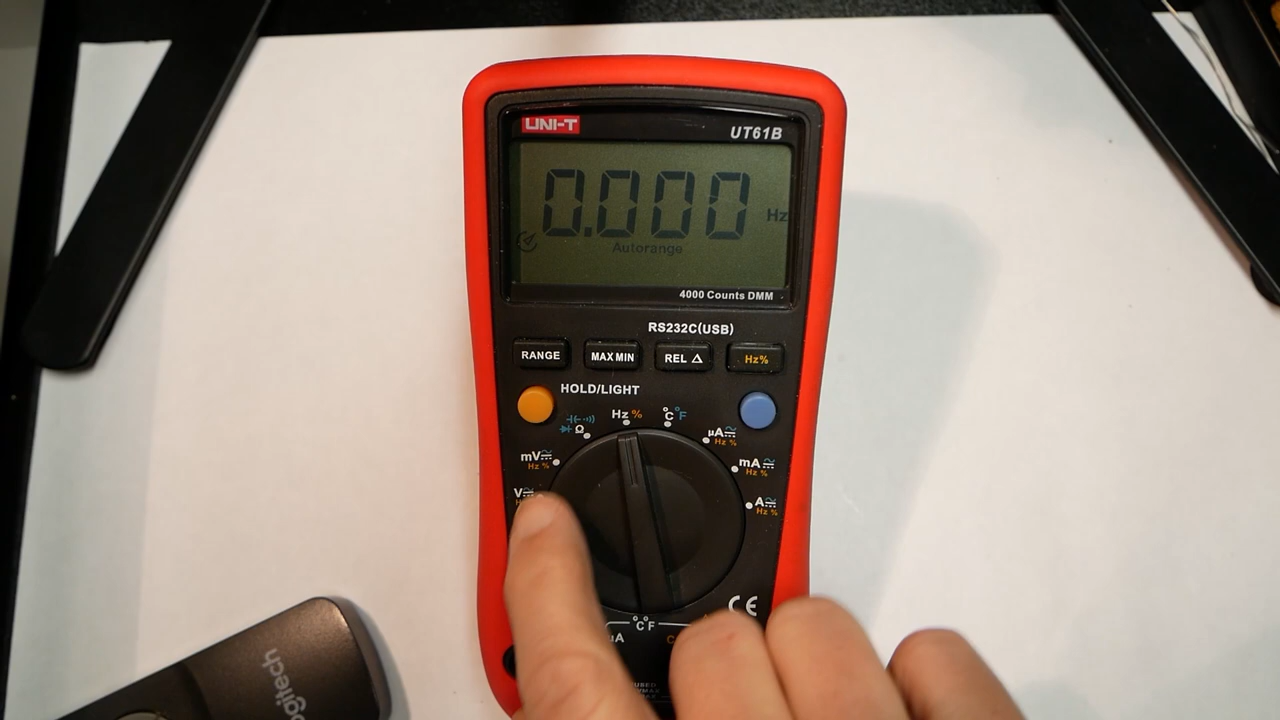 UNI-T
UT61B
0.000 Hz
Autorange
4000 Counts DMM
RS232C(USB)
RANGE
MAX MIN
REL △
Hz%
HOLD/LIGHT
Hz %
°C °F
Ω
µA≂
Hz %
mV≂
Hz %
mA≂
Hz %
V≂
A≂
Hz %
CE
°C °F
logitech